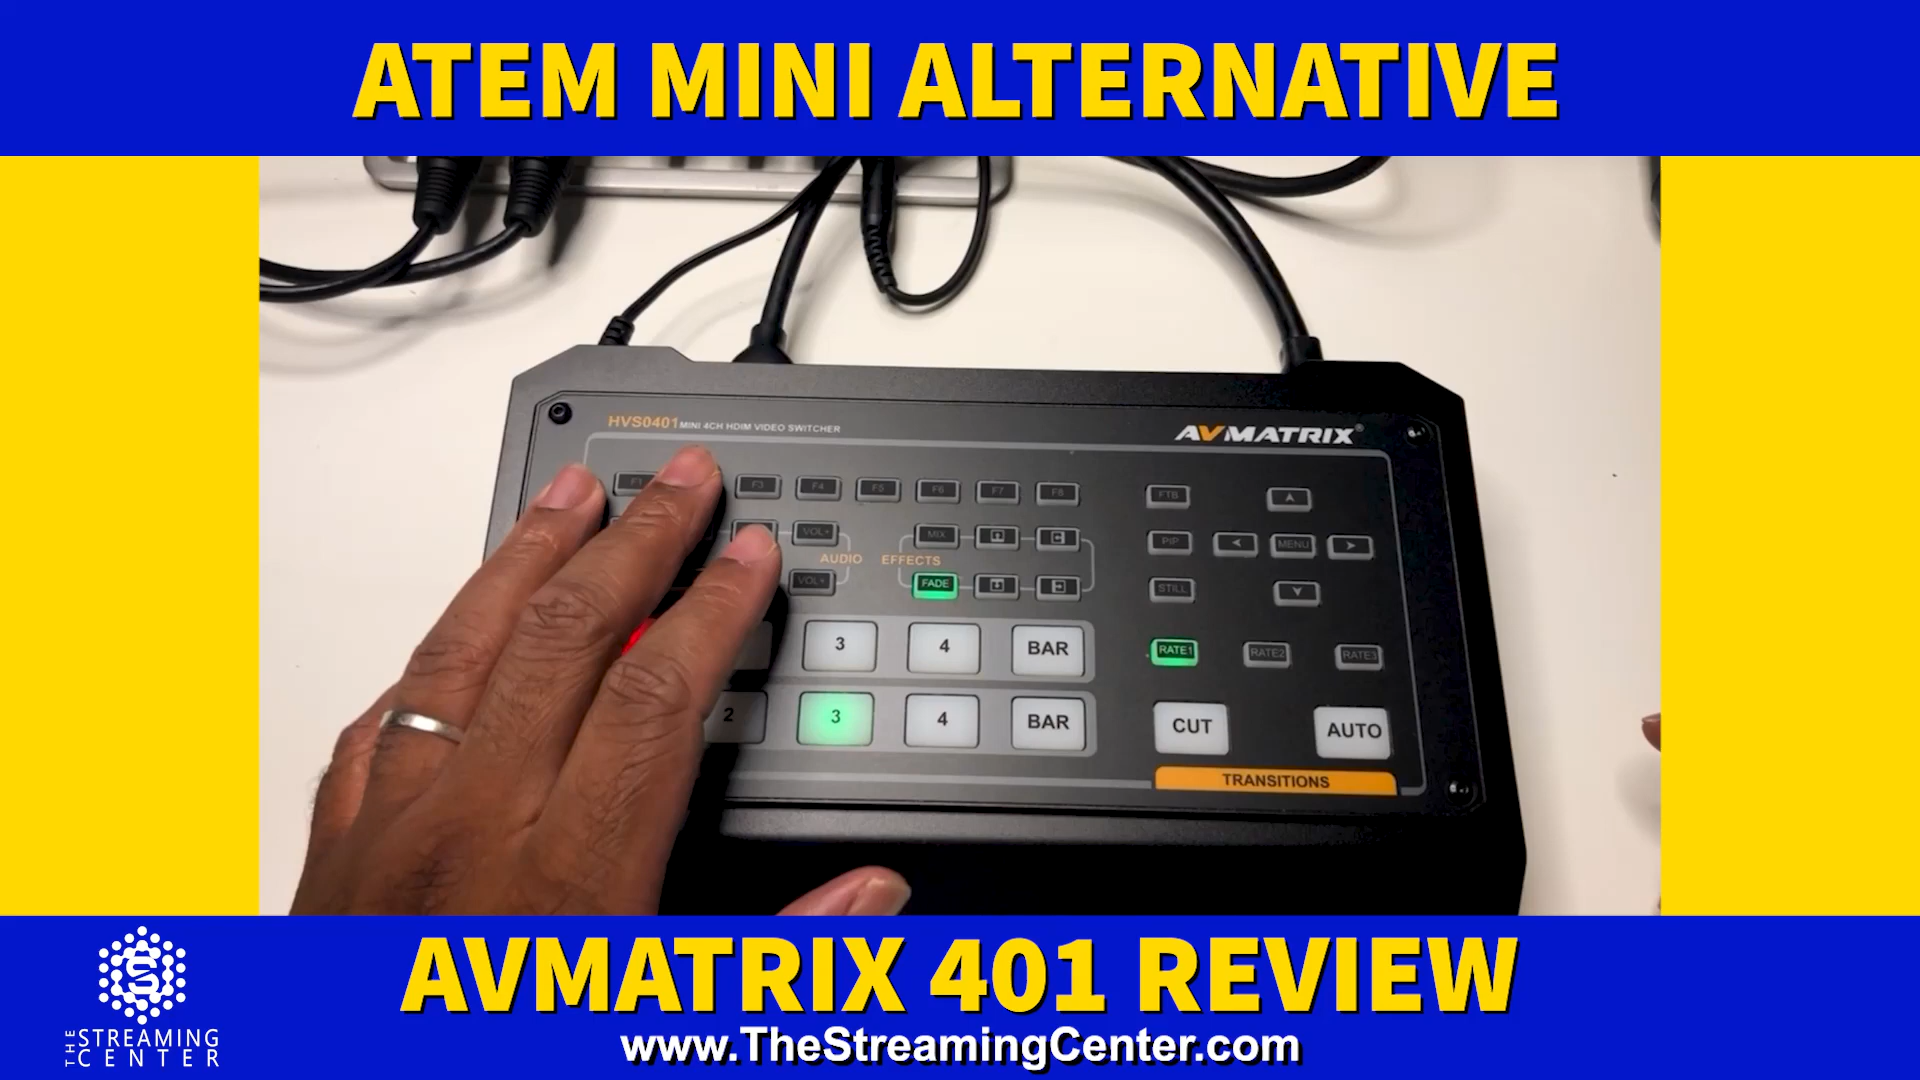 ATEM MINI ALTERNATIVE
HVS0401 MINI 4CH HDIM VIDEO SWITCHER
AVMATRIX®
F1 F3 F4 F5 F6 F7 F8 FTB
VOL+ MIX PIP MENU
AUDIO EFFECTS
VOL+ FADE STILL
3 4 BAR RATE1 RATE2 RATE3
2 3 4 BAR CUT AUTO
TRANSITIONS
AVMATRIX 401 REVIEW
www.TheStreamingCenter.com
S
THE STREAMING
CENTER